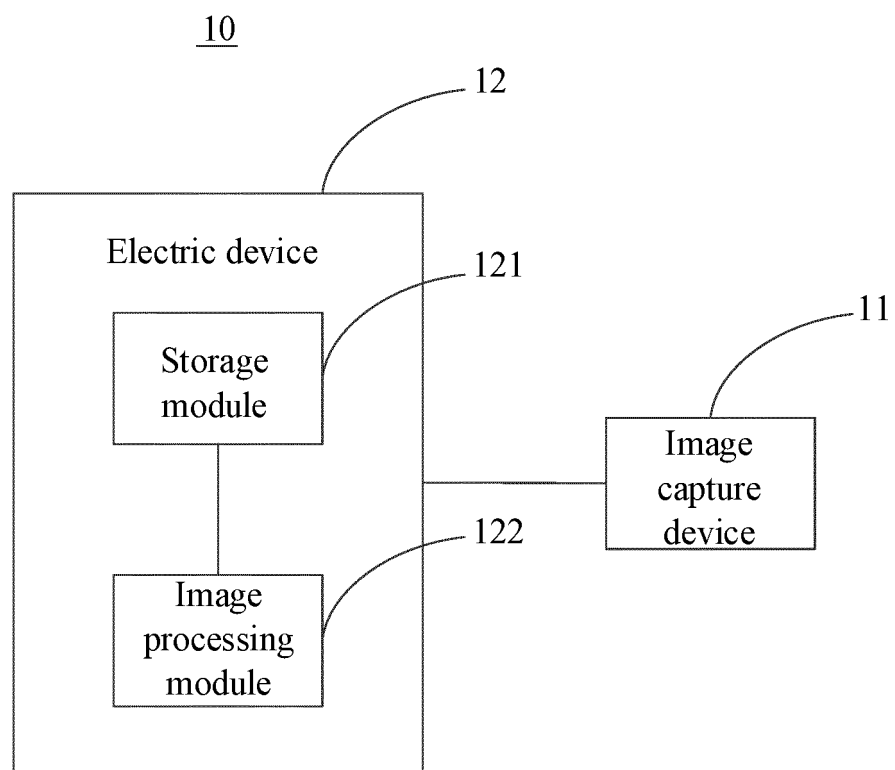 10
12
Electric device
121
11
Storage
module
Image
capture
device
122
Image
processing
module